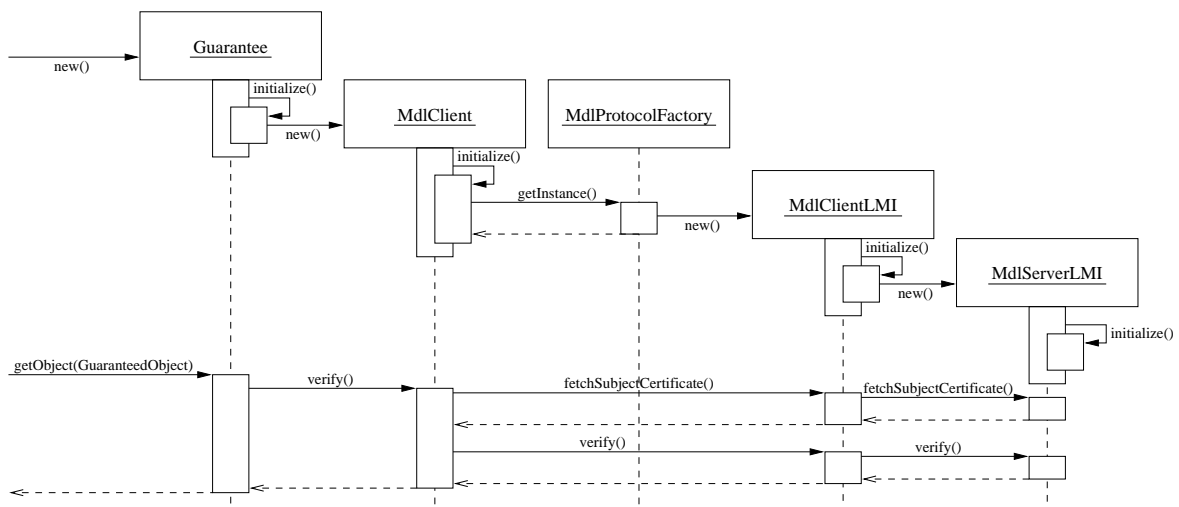 Guarantee
new()
initialize()
new()
MdlClient
MdlProtocolFactory
initialize()
getInstance()
new()
MdlClientLMI
initialize()
new()
MdlServerLMI
initialize()
getObject(GuaranteedObject)
verify()
fetchSubjectCertificate()
fetchSubjectCertificate()
verify()
verify()